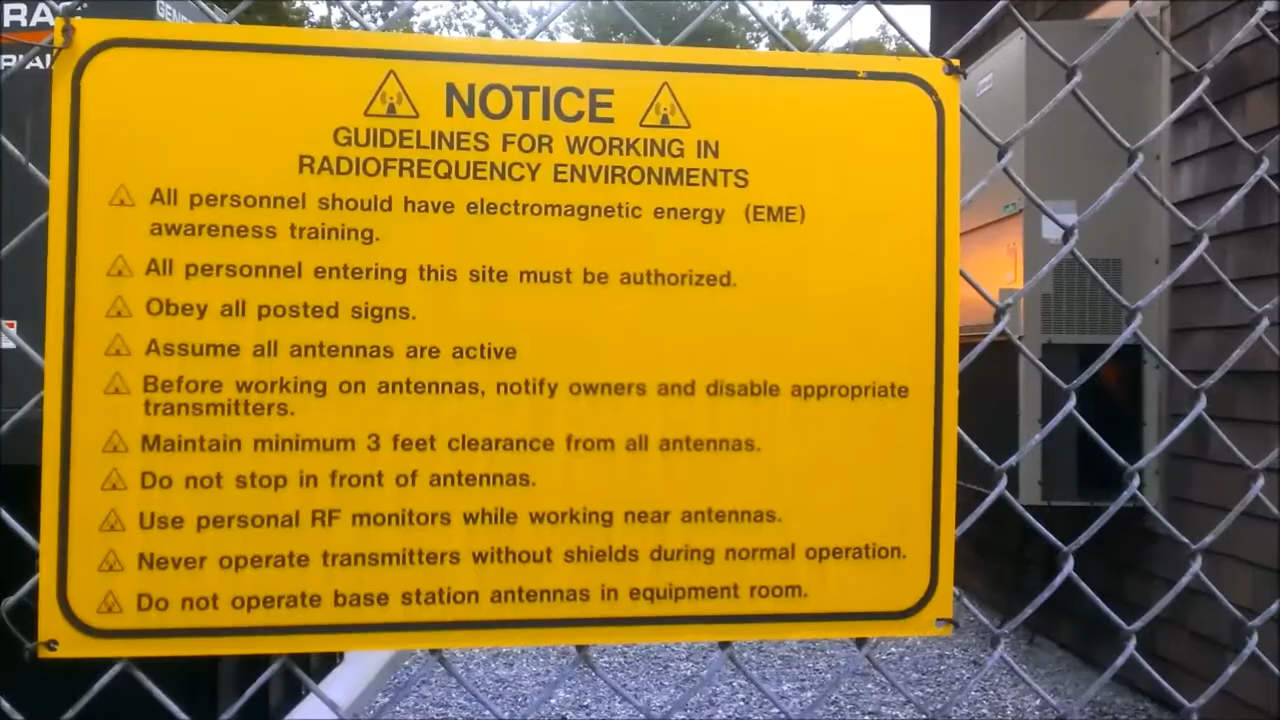 NOTICE
GUIDELINES FOR WORKING IN
RADIOFREQUENCY ENVIRONMENTS
All personnel should have electromagnetic energy (EME)
awareness training.
All personnel entering this site must be authorized.
Obey all posted signs.
Assume all antennas are active
Before working on antennas, notify owners and disable appropriate
transmitters.
Maintain minimum 3 feet clearance from all antennas.
Do not stop in front of antennas.
Use personal RF monitors while working near antennas.
Never operate transmitters without shields during normal operation.
Do not operate base station antennas in equipment room.